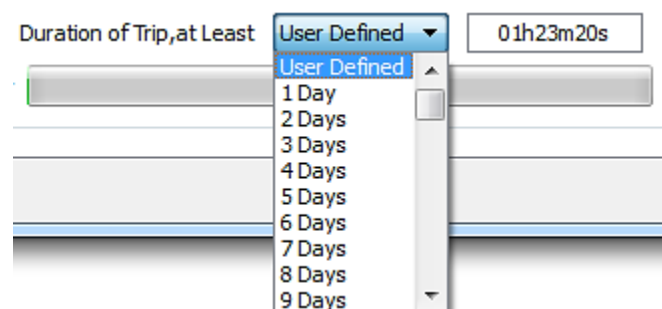 Duration of Trip,at Least User Defined 01h23m20s
User Defined
1 Day
2 Days
3 Days
4 Days
5 Days
6 Days
7 Days
8 Days
9 Days